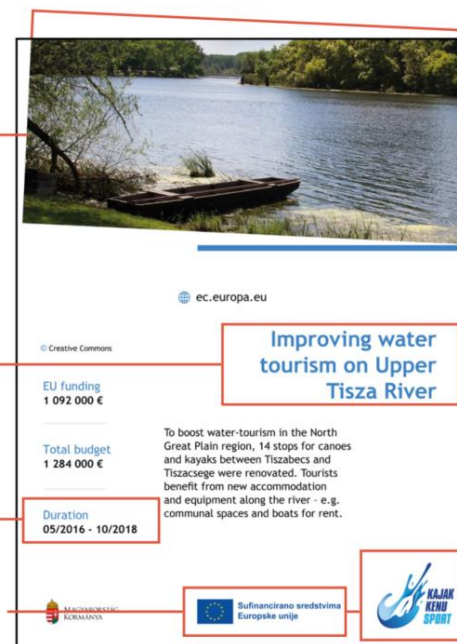 ec.europa.eu
© Creative Commons
Improving water
tourism on Upper
Tisza River
EU funding
1 092 000 €
Total budget
1 284 000 €
Duration
05/2016 - 10/2018
To boost water-tourism in the North
Great Plain region, 14 stops for canoes
and kayaks between Tiszabecs and
Tiszacsege were renovated. Tourists
benefit from new accommodation
and equipment along the river - e.g.
communal spaces and boats for rent.
MAGYARORSZÁG
KORMÁNYA
Sufinancirano sredstvima
Europske unije
KAJAK
KENU
SPORT